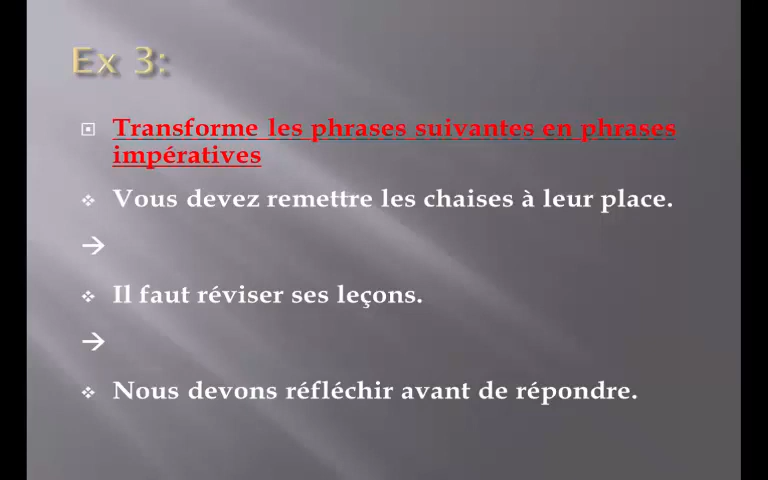 Ex 3:
Transforme les phrases suivantes en phrases
impératives
Vous devez remettre les chaises à leur place.
→
Il faut réviser ses leçons.
→
Nous devons réfléchir avant de répondre.